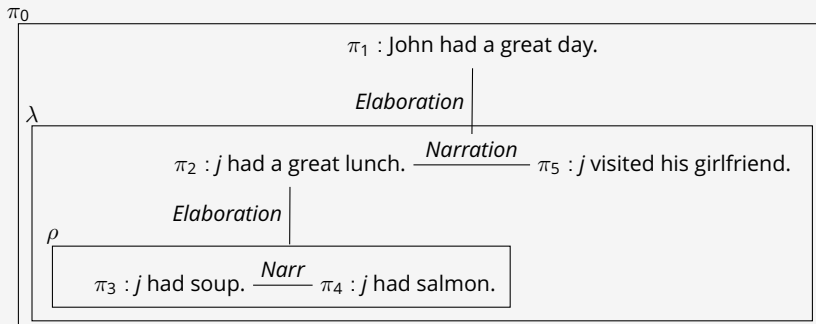 π₀
π₁ : John had a great day.
Elaboration
λ
π₂ : j had a great lunch. Narration π₅ : j visited his girlfriend.
Elaboration
ρ
π₃ : j had soup. Narr π₄ : j had salmon.